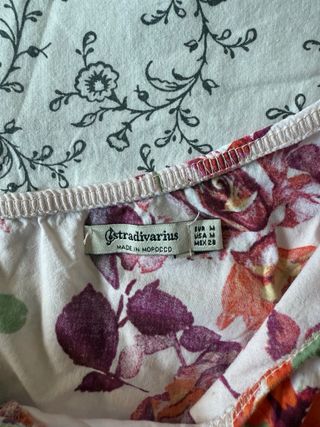 stradivarius
MADE IN MOROCCO
EUR M
USA M
MEX 28